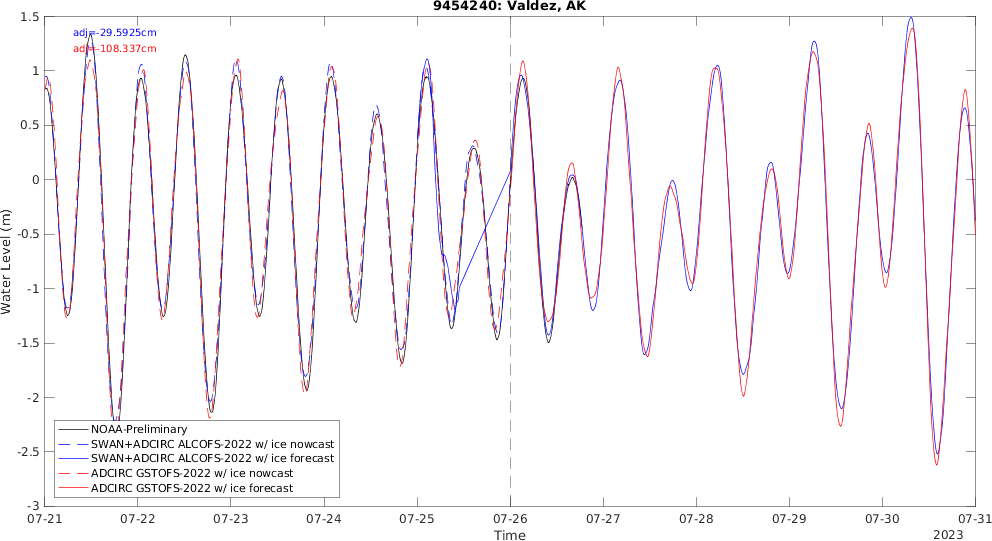 9454240: Valdez, AK
adj=-29.5925cm
adj=-108.337cm
Water Level (m)
1.5
1
0.5
0
-0.5
-1
-1.5
-2
-2.5
-3
NOAA-Preliminary
SWAN+ADCIRC ALCOFS-2022 w/ ice nowcast
SWAN+ADCIRC ALCOFS-2022 w/ ice forecast
ADCIRC GSTOFS-2022 w/ ice nowcast
ADCIRC GSTOFS-2022 w/ ice forecast
07-21 07-22 07-23 07-24 07-25 07-26 07-27 07-28 07-29 07-30 07-31
Time
2023